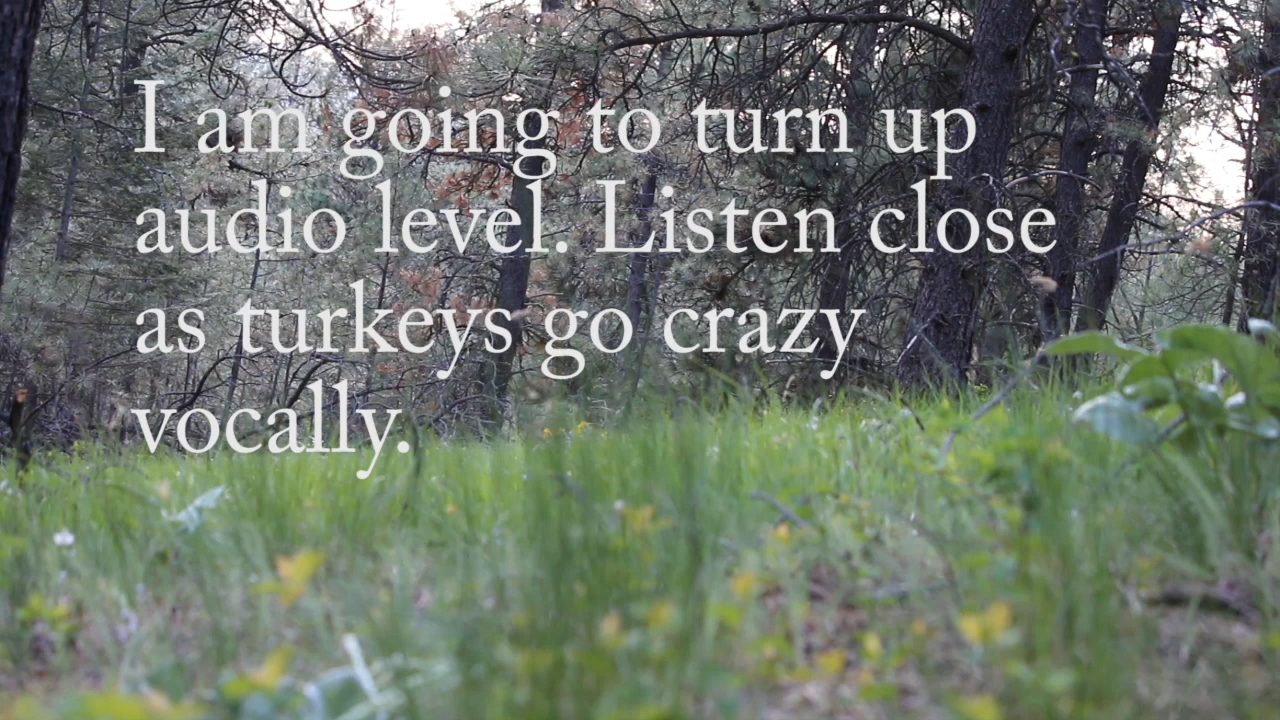 I am going to turn up
audio level. Listen close
as turkeys go crazy
vocally.